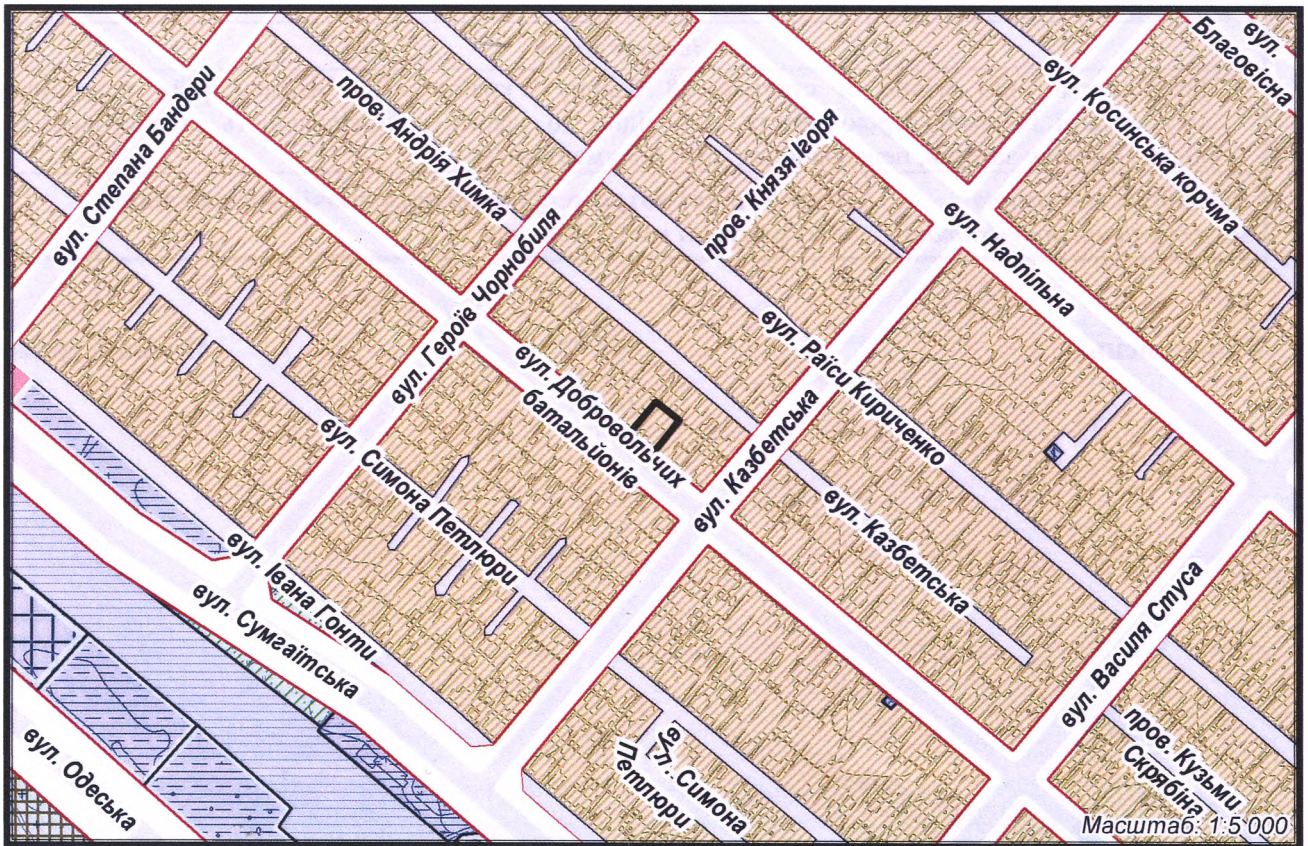 вул. Степана Бандери
пров. Андрія Химка
вул. Героїв Чорнобиля
пров. Князя Ігоря
вул. Косинська корчма
вул.
Благовісна
вул. Надпільна
вул. Раїси Кириченко
вул. Добровольчих
батальйонів
вул. Казбетська
вул. Казбетська
вул. Симона Петлюри
вул. Івана Гонти
вул. Сумгаїтська
вул. Одеська
вул. Симона
Петлюри
вул. Василя Стуса
пров. Кузьми
Скрябіна
Масштаб: 1:5 000